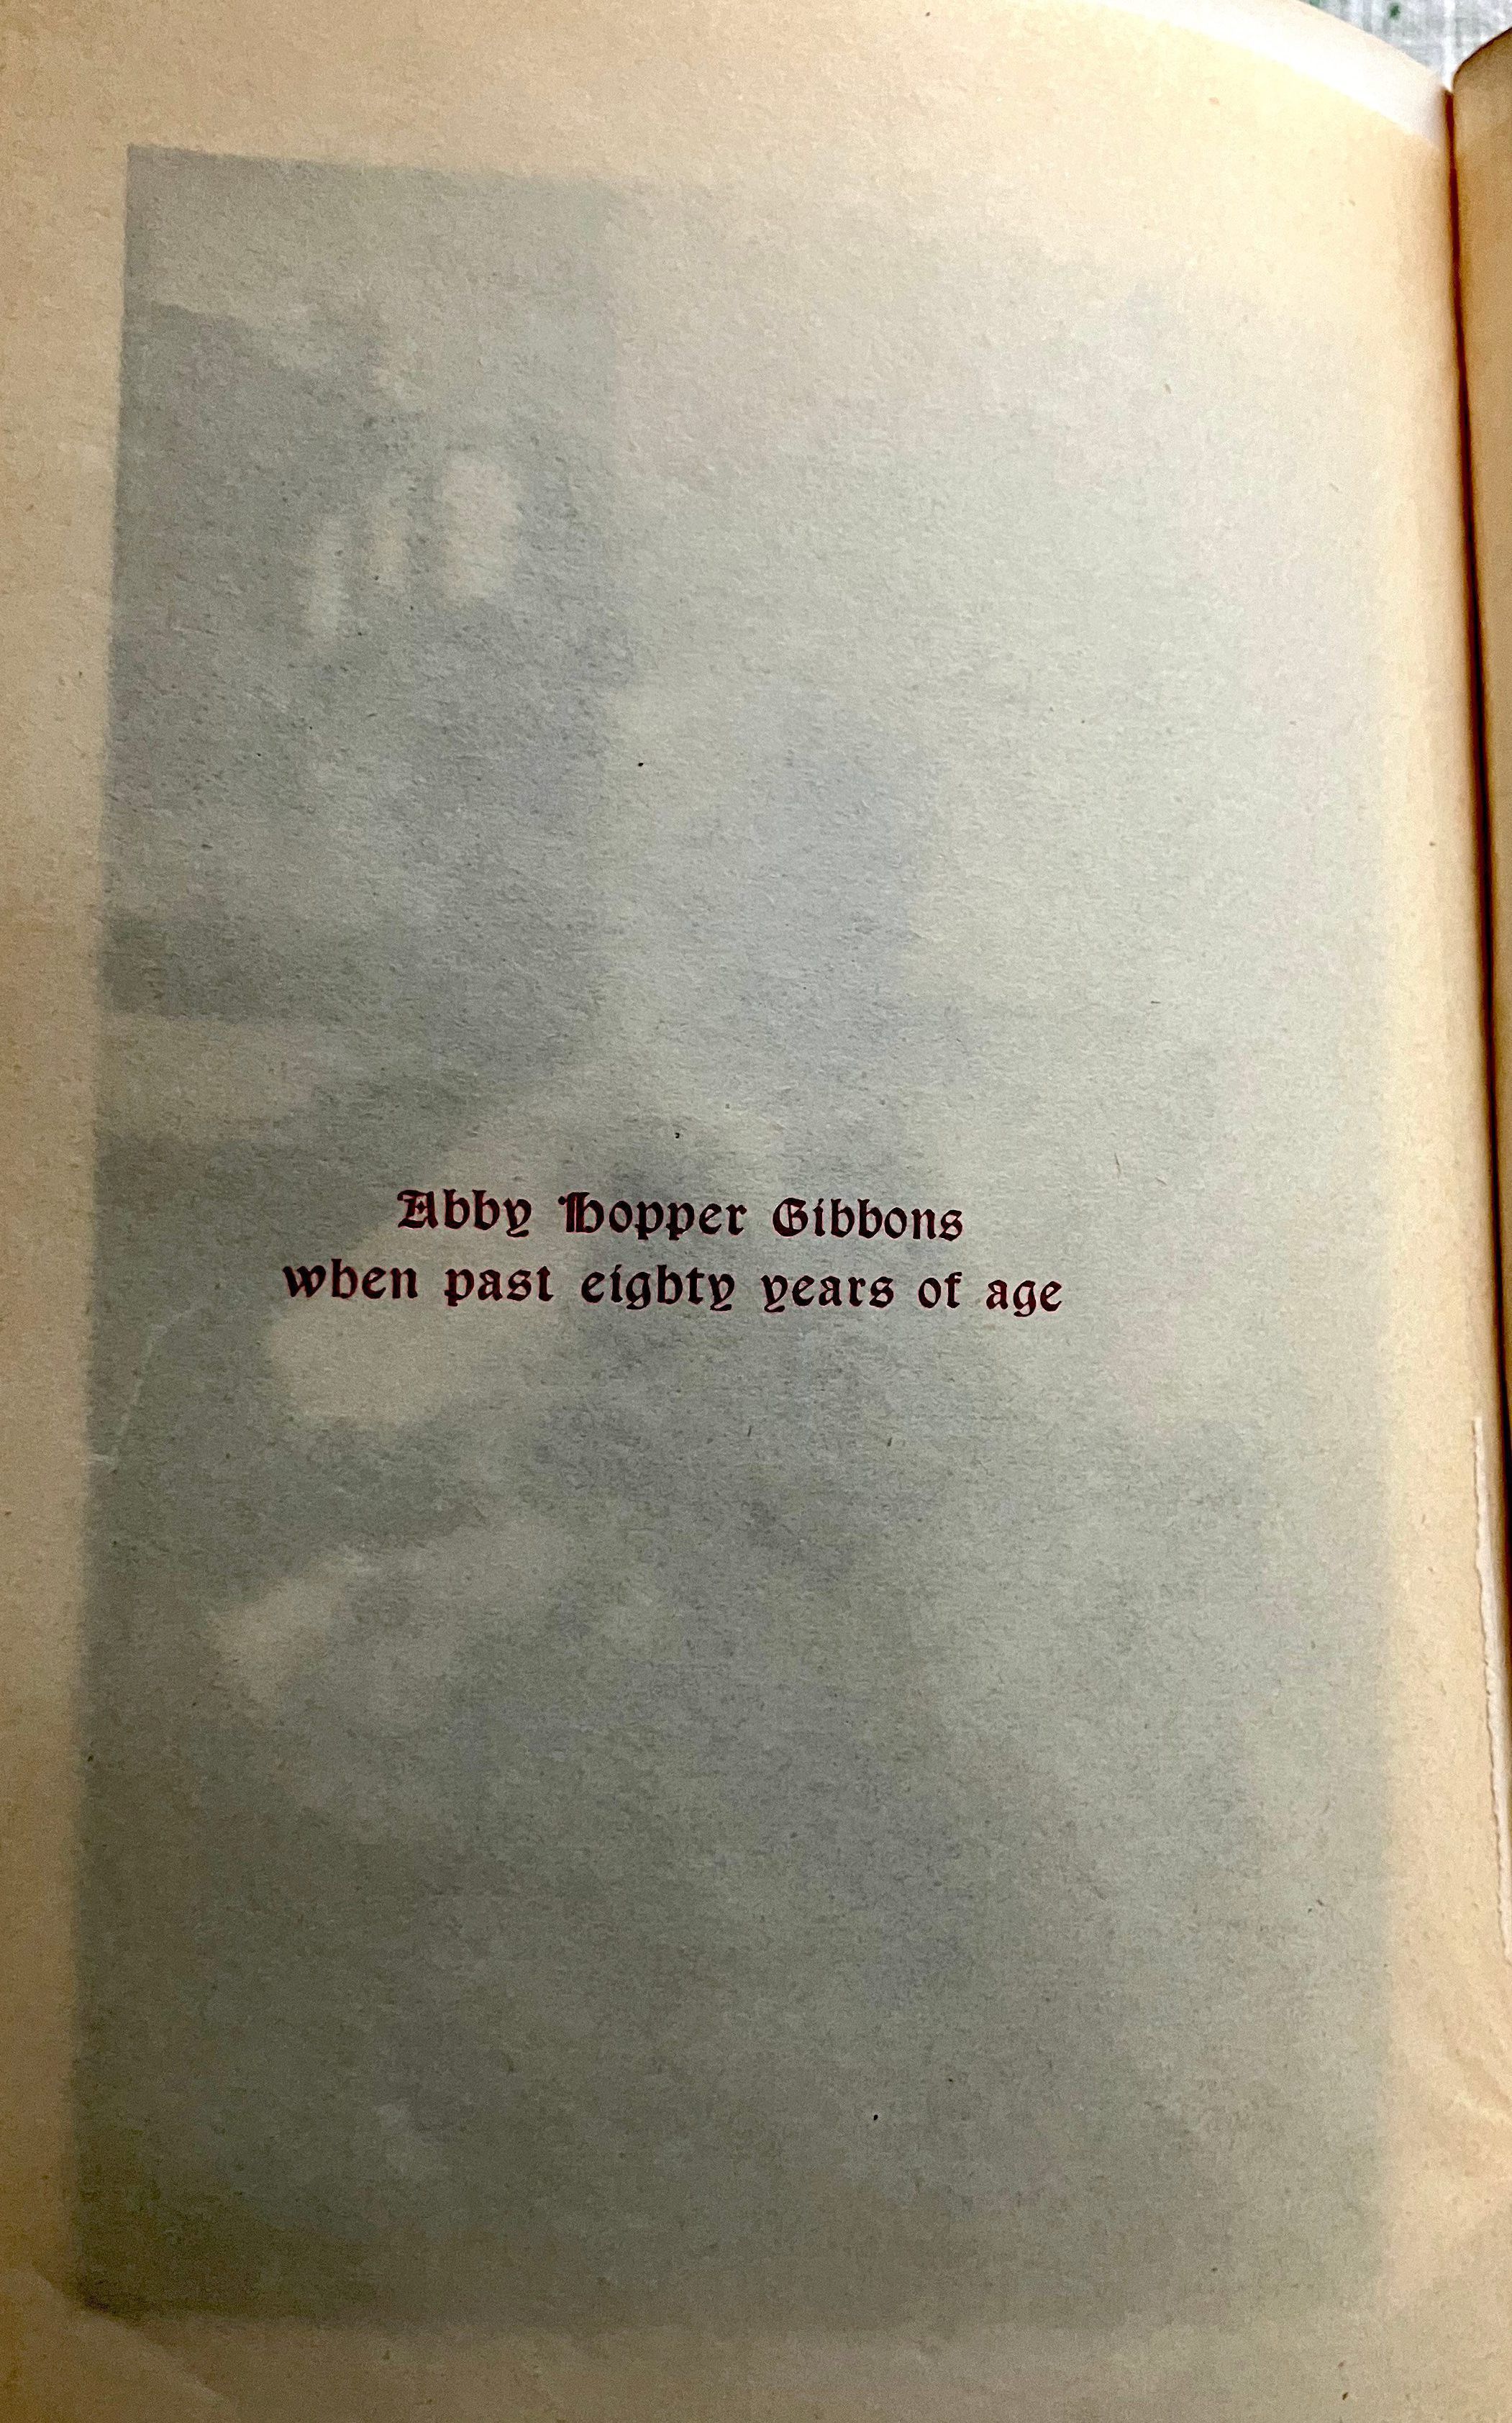 Abby Hopper Gibbons
when past eighty years of age